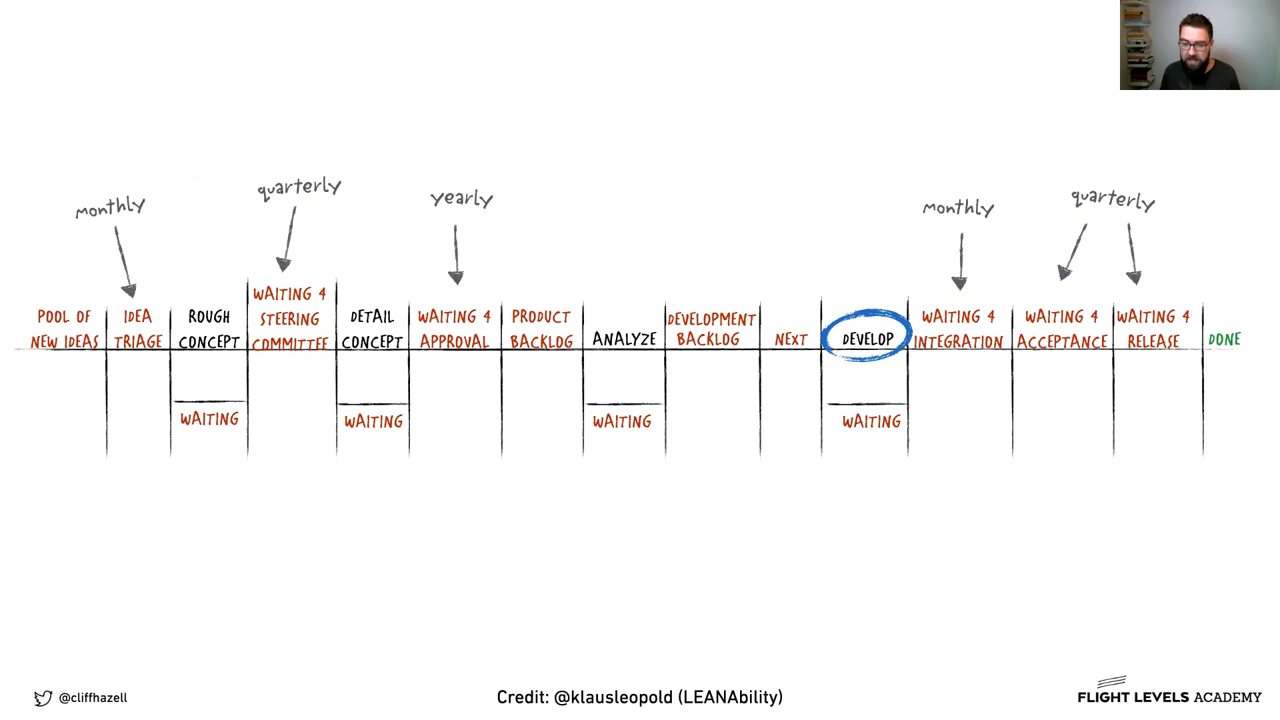 monthly
quarterly
yearly
monthly
quarterly
POOL OF
NEW IDEAS
IDEA
TRIAGE
ROUGH
CONCEPT
WAITING
WAITING 4
STEERING
COMMITTEE
DETAIL
CONCEPT
WAITING
WAITING 4
APPROVAL
PRODUCT
BACKLOG
ANALYZE
WAITING
DEVELOPMENT
BACKLOG
NEXT
DEVELOP
WAITING
WAITING 4
INTEGRATION
WAITING 4
ACCEPTANCE
WAITING 4
RELEASE
DONE
@cliffhazell
Credit: @klausleopold (LEANability)
FLIGHT LEVELS ACADEMY